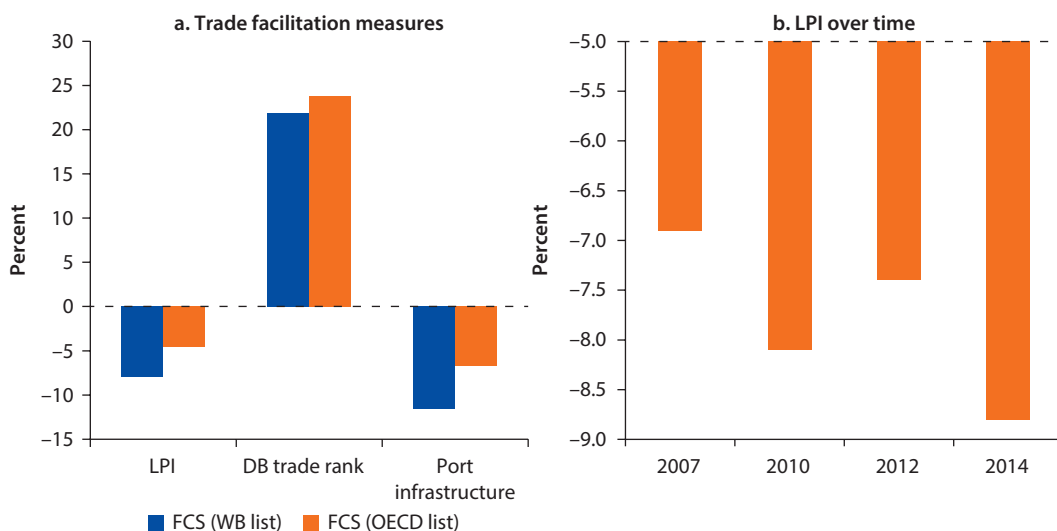 a. Trade facilitation measures
Percent
30
25
20
15
10
5
0
–5
–10
–15
LPI
DB trade rank
Port
infrastructure
FCS (WB list)
FCS (OECD list)
b. LPI over time
Percent
–5.0
–5.5
–6.0
–6.5
–7.0
–7.5
–8.0
–8.5
–9.0
2007
2010
2012
2014